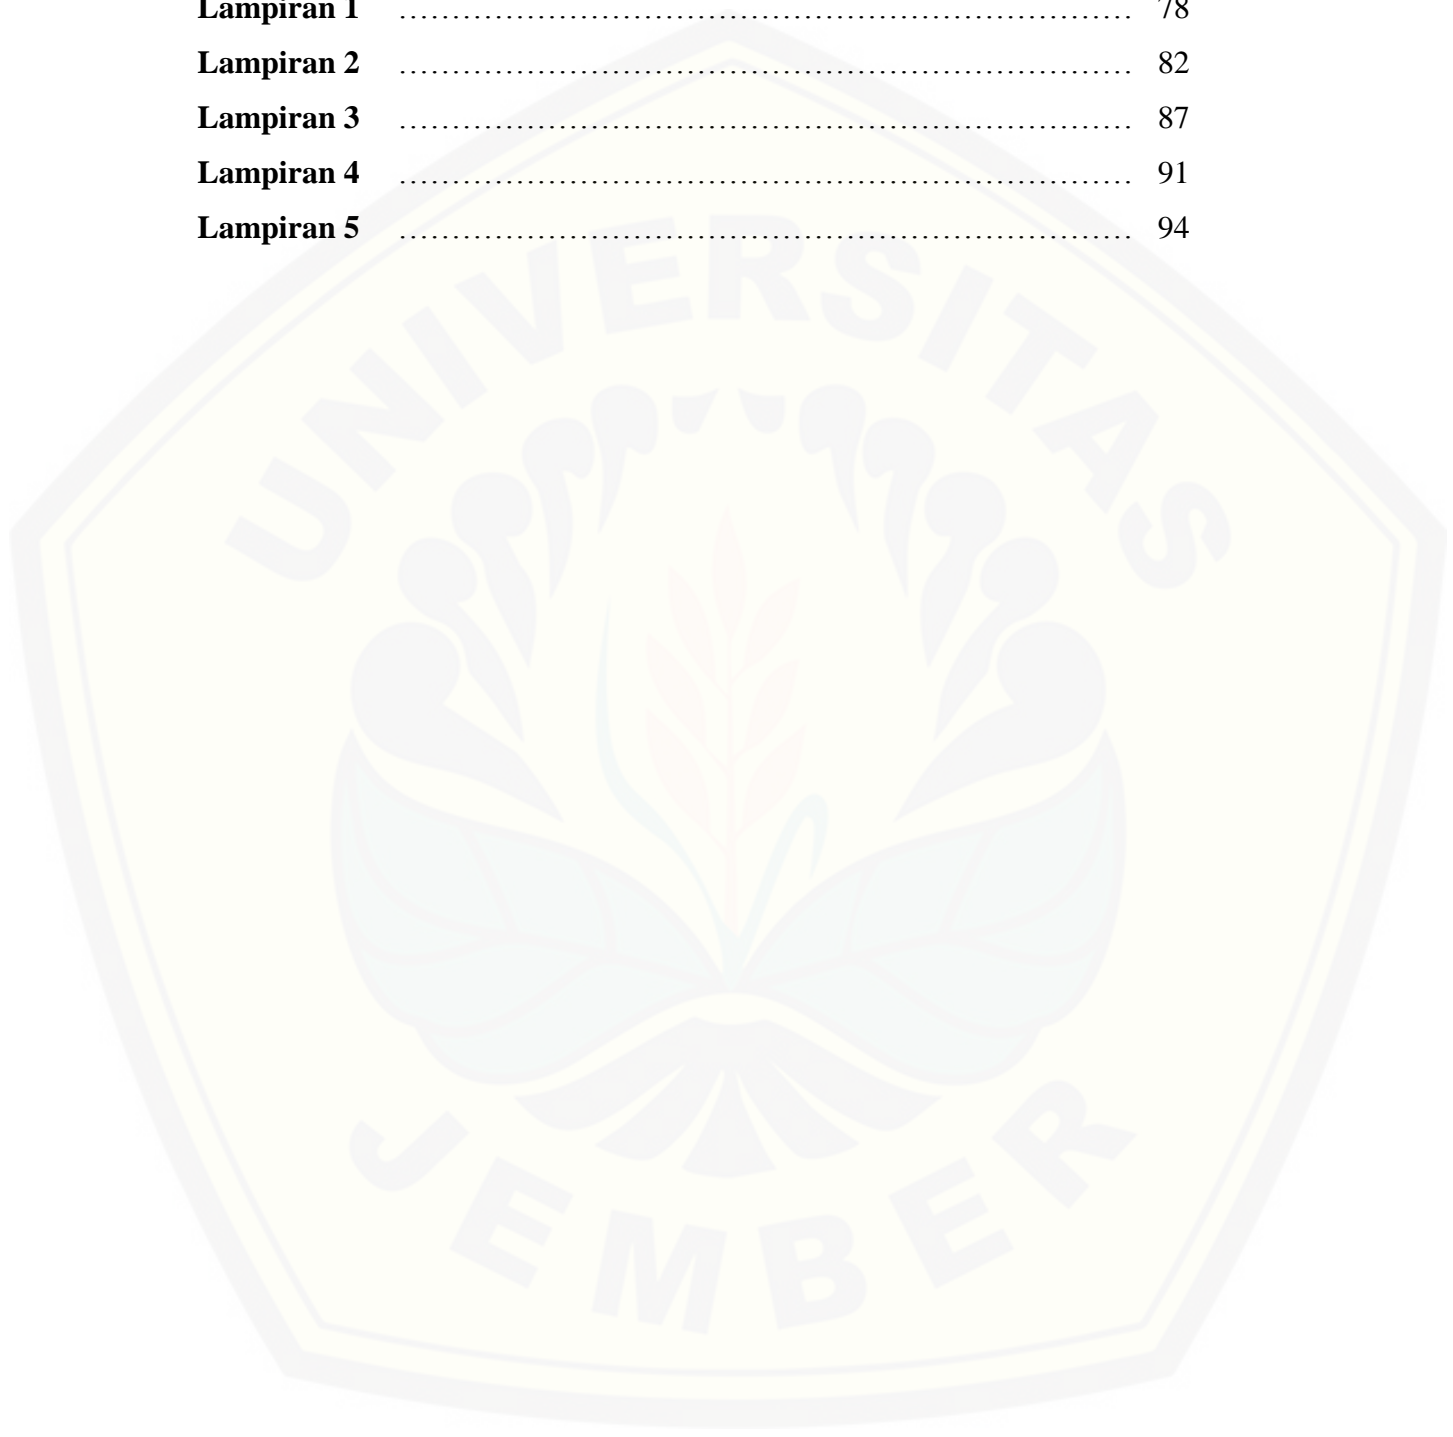 Lampiran 1 ........................................................................ 78
Lampiran 2 ........................................................................ 82
Lampiran 3 ........................................................................ 87
Lampiran 4 ........................................................................ 91
Lampiran 5 ........................................................................ 94
UNIVERSITAS
JEMBER